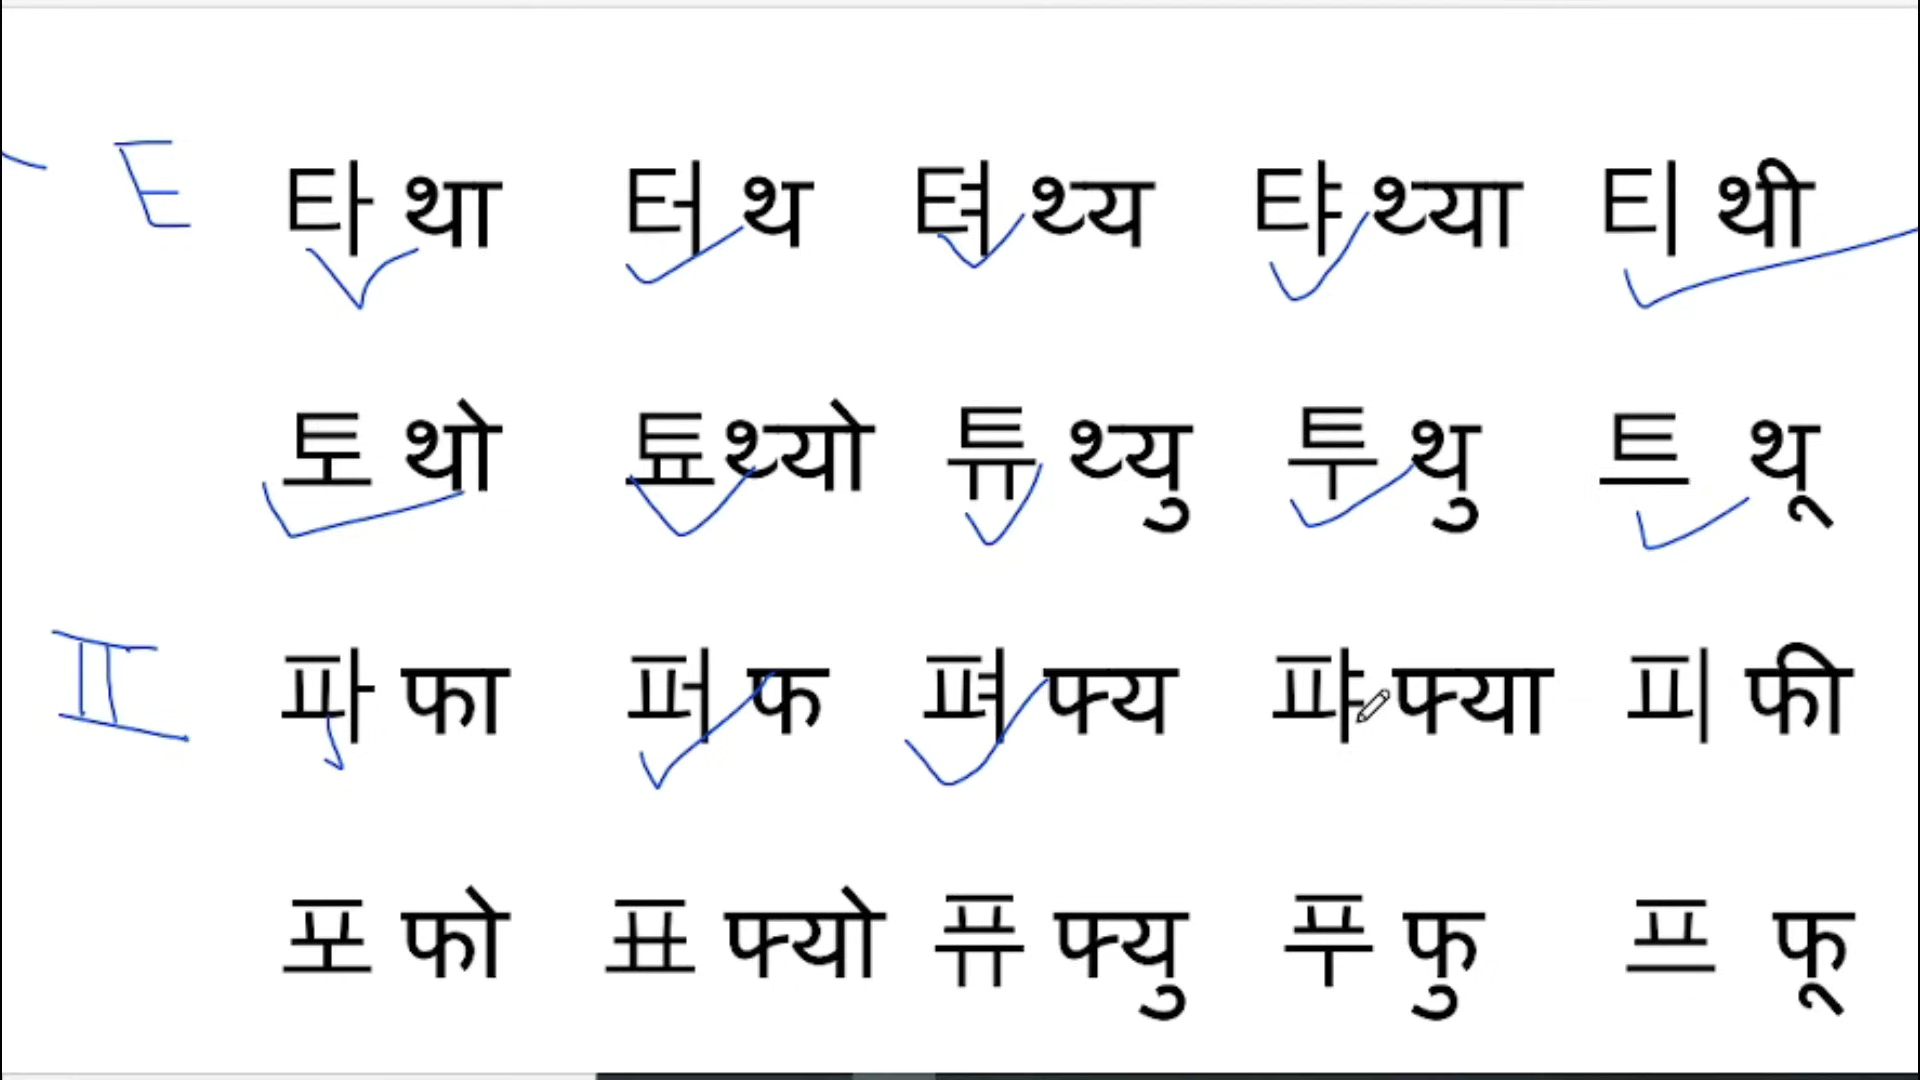 ㅌ 타 था 터 थ 텨 थ्य 탸 थ्या 티 थी
토 थो 툐 थ्यो 튜 थ्यु 투 थु 트 थू
ㅍ 파 फा 퍼 फ 펴 फ्य 퍄 फ्या 피 फी
포 फो 표 फ्यो 퓨 फ्यु 푸 फु 프 फू